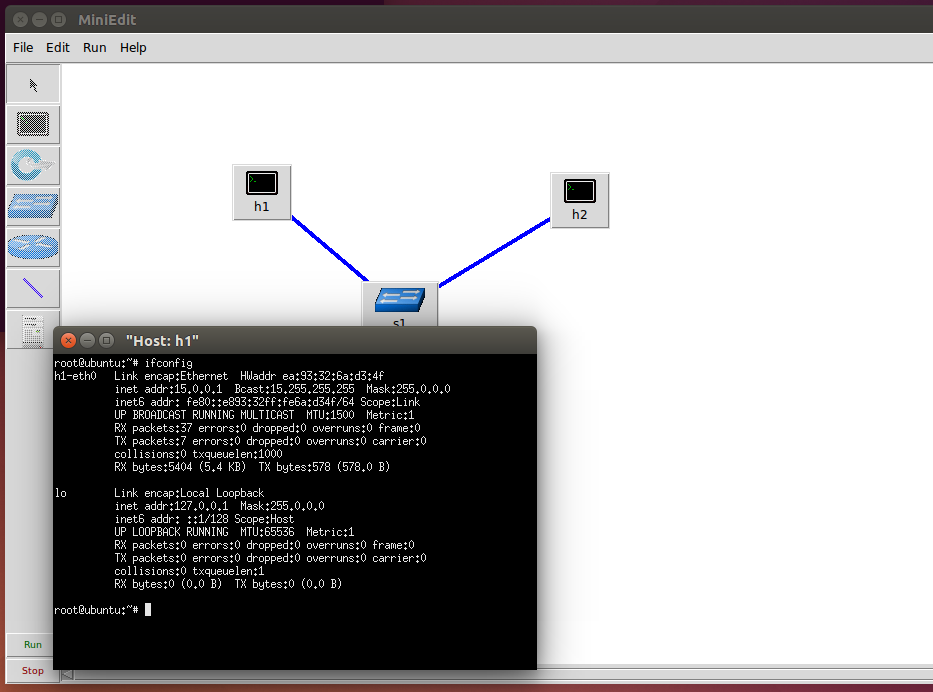 MiniEdit
File Edit Run Help
h1
h2
s1
"Host: h1"
root@ubuntu:~# ifconfig
h1-eth0 Link encap:Ethernet HWaddr ea:93:32:6a:d3:4f
inet addr:15.0.0.1 Bcast:15.255.255.255 Mask:255.0.0.0
inet6 addr: fe80::e893:32ff:fe6a:d34f/64 Scope:Link
UP BROADCAST RUNNING MULTICAST MTU:1500 Metric:1
RX packets:37 errors:0 dropped:0 overruns:0 frame:0
TX packets:7 errors:0 dropped:0 overruns:0 carrier:0
collisions:0 txqueuelen:1000
RX bytes:5404 (5.4 KB) TX bytes:578 (578.0 B)
lo Link encap:Local Loopback
inet addr:127.0.0.1 Mask:255.0.0.0
inet6 addr: ::1/128 Scope:Host
UP LOOPBACK RUNNING MTU:65536 Metric:1
RX packets:0 errors:0 dropped:0 overruns:0 frame:0
TX packets:0 errors:0 dropped:0 overruns:0 carrier:0
collisions:0 txqueuelen:1
RX bytes:0 (0.0 B) TX bytes:0 (0.0 B)
root@ubuntu:~#
Run
Stop